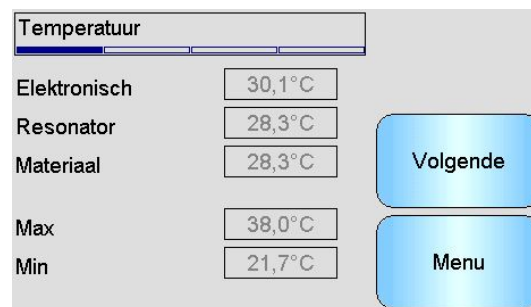 Temperatuur
Elektronisch 30,1°C
Resonator 28,3°C
Materiaal 28,3°C
Volgende
Max 38,0°C
Min 21,7°C
Menu